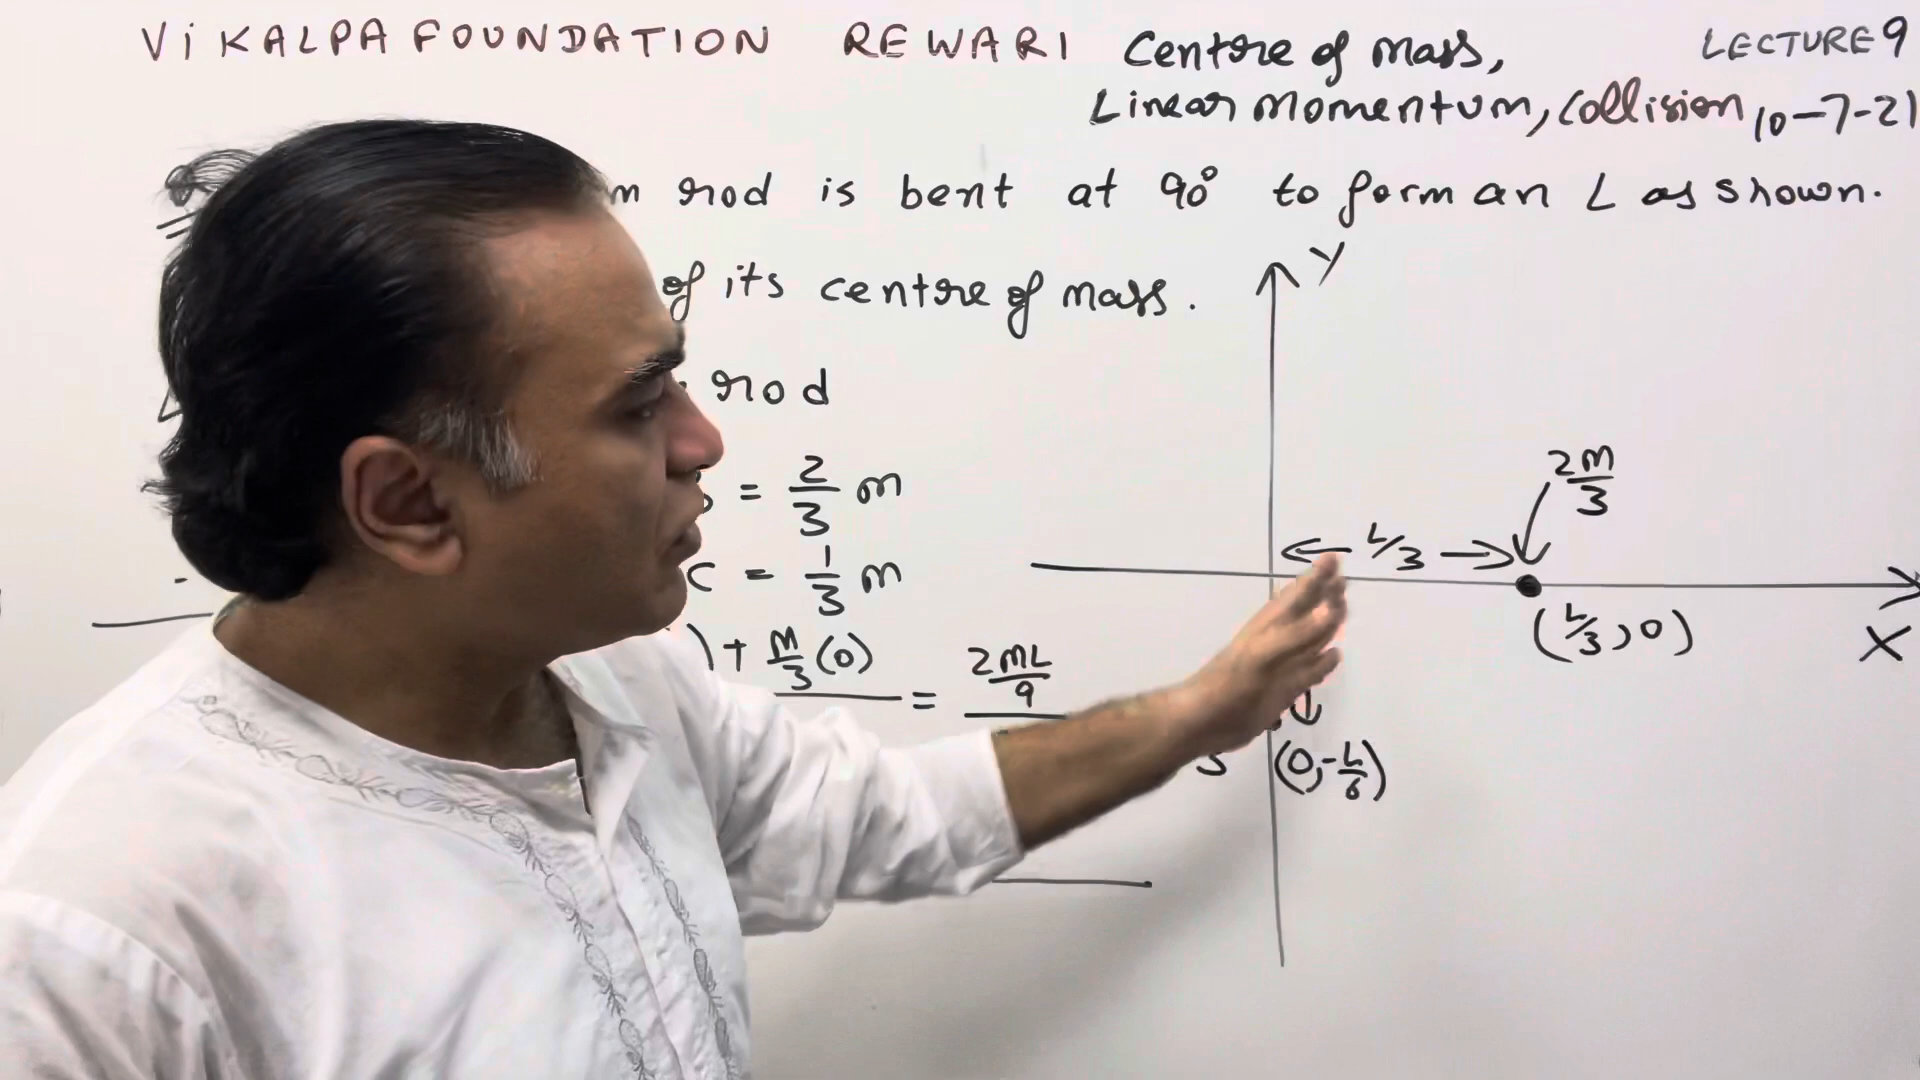 ViKALPA FOUNDATION REWARI Centre of mass, LECTURE 9
Linear Momentum, Collision 10-7-21
m rod is bent at 90° to form an L as shown.
of its centre of mass.
rod
= 2/3 m
C = 1/3 m
) + M/3 (0) = 2ML/9
Y
2M/3
L/3
(L/3, 0)
X
(0, -L/6)